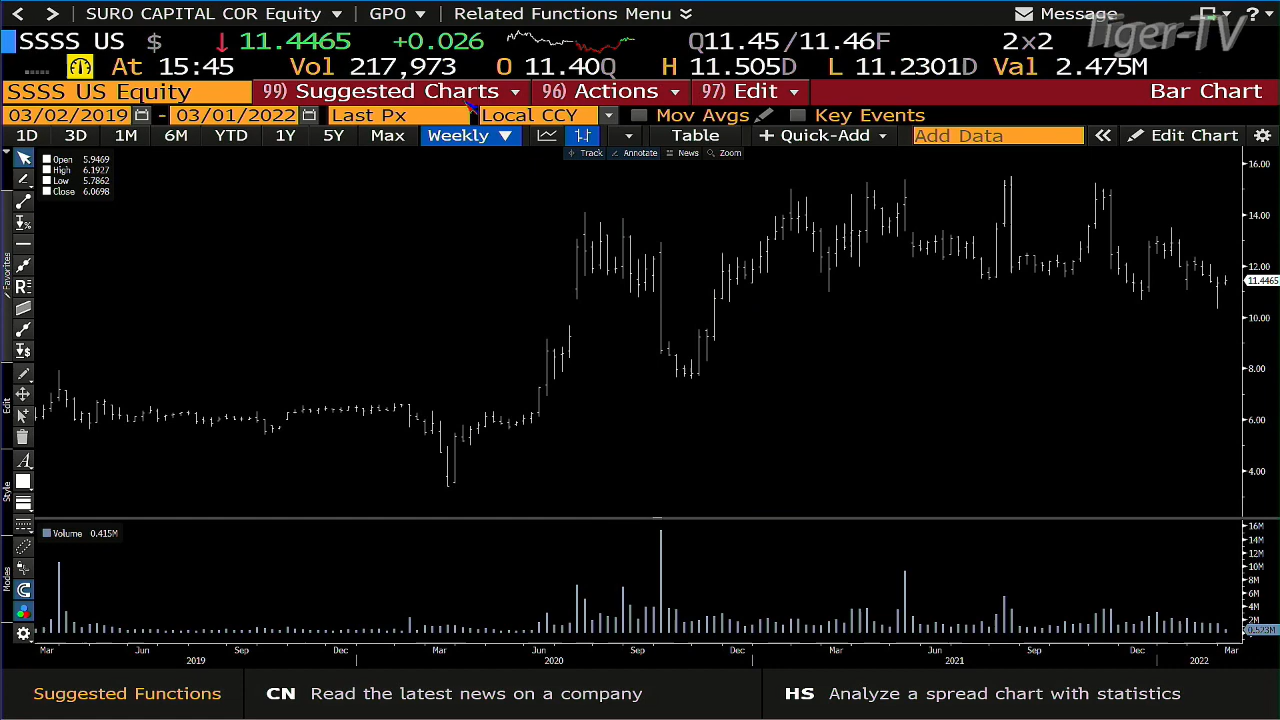 SURO CAPITAL COR Equity GPO Related Functions Menu Message ?
SSSS US $ 11.4465 +0.026 Q11.45/11.46F 2×2 Tiger-TV
At 15:45 Vol 217,973 O 11.40Q H 11.505D L 11.2301D Val 2.475M
SSSS US Equity 99) Suggested Charts 96) Actions 97) Edit Bar Chart
03/02/2019 - 03/01/2022 Last Px Local CCY Mov Avgs Key Events
1D 3D 1M 6M YTD 1Y 5Y Max Weekly Table + Quick-Add Add Data Edit Chart
Track Annotate News Zoom
Open 5.9469
High 6.1927
Low 5.7862
Close 6.0698
16.00
14.00
12.00
11.4465
10.00
8.00
6.00
4.00
Favorites
Edit
Style
Modes
Volume 0.415M
16M
14M
12M
10M
8M
6M
4M
2M
0.523M
Mar Jun Sep Dec Mar Jun Sep Dec Mar Jun Sep Dec Mar
2019 2020 2021 2022
Suggested Functions CN Read the latest news on a company HS Analyze a spread chart with statistics